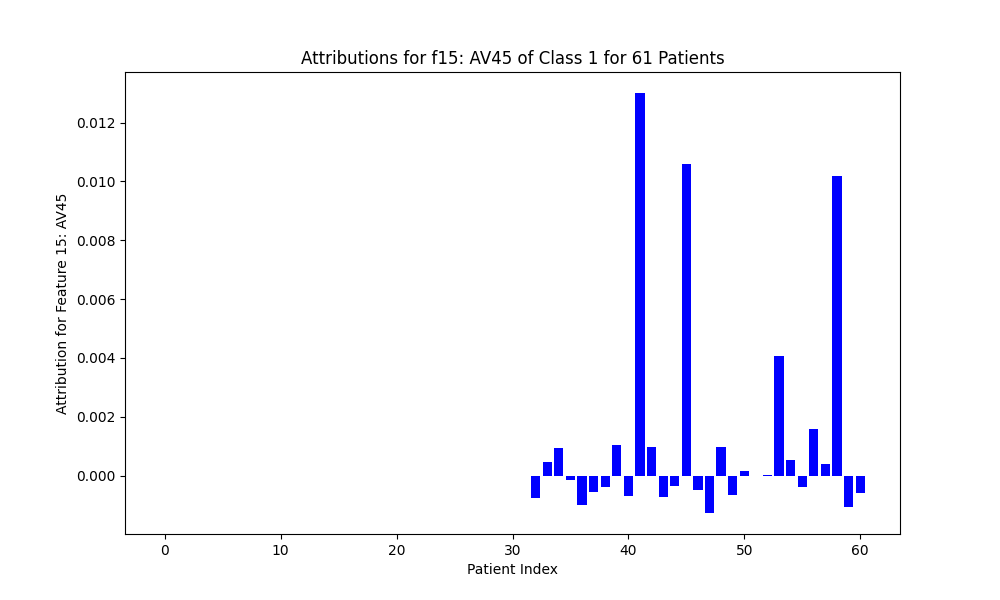 Attributions for f15: AV45 of Class 1 for 61 Patients
Attribution for Feature 15: AV45
0.012
0.010
0.008
0.006
0.004
0.002
0.000
0 10 20 30 40 50 60
Patient Index